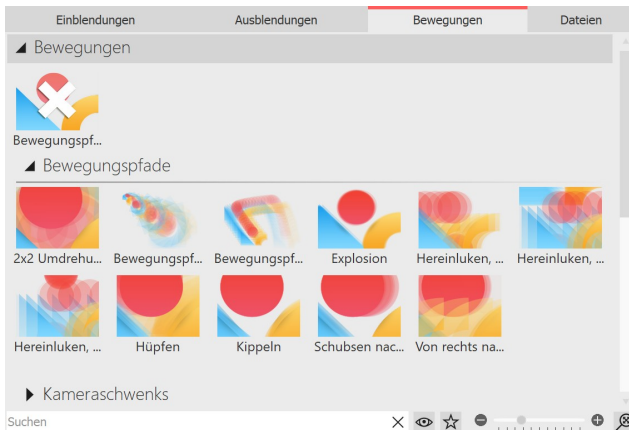 Einblendungen Ausblendungen Bewegungen Dateien
Bewegungen
Bewegungspf...
Bewegungspfade
2x2 Umdrehu... Bewegungspf... Bewegungspf... Explosion Hereinluken, ... Hereinluken, ...
Hereinluken, ... Hüpfen Kippeln Schubsen nac... Von rechts na...
Kameraschwenks
Suchen